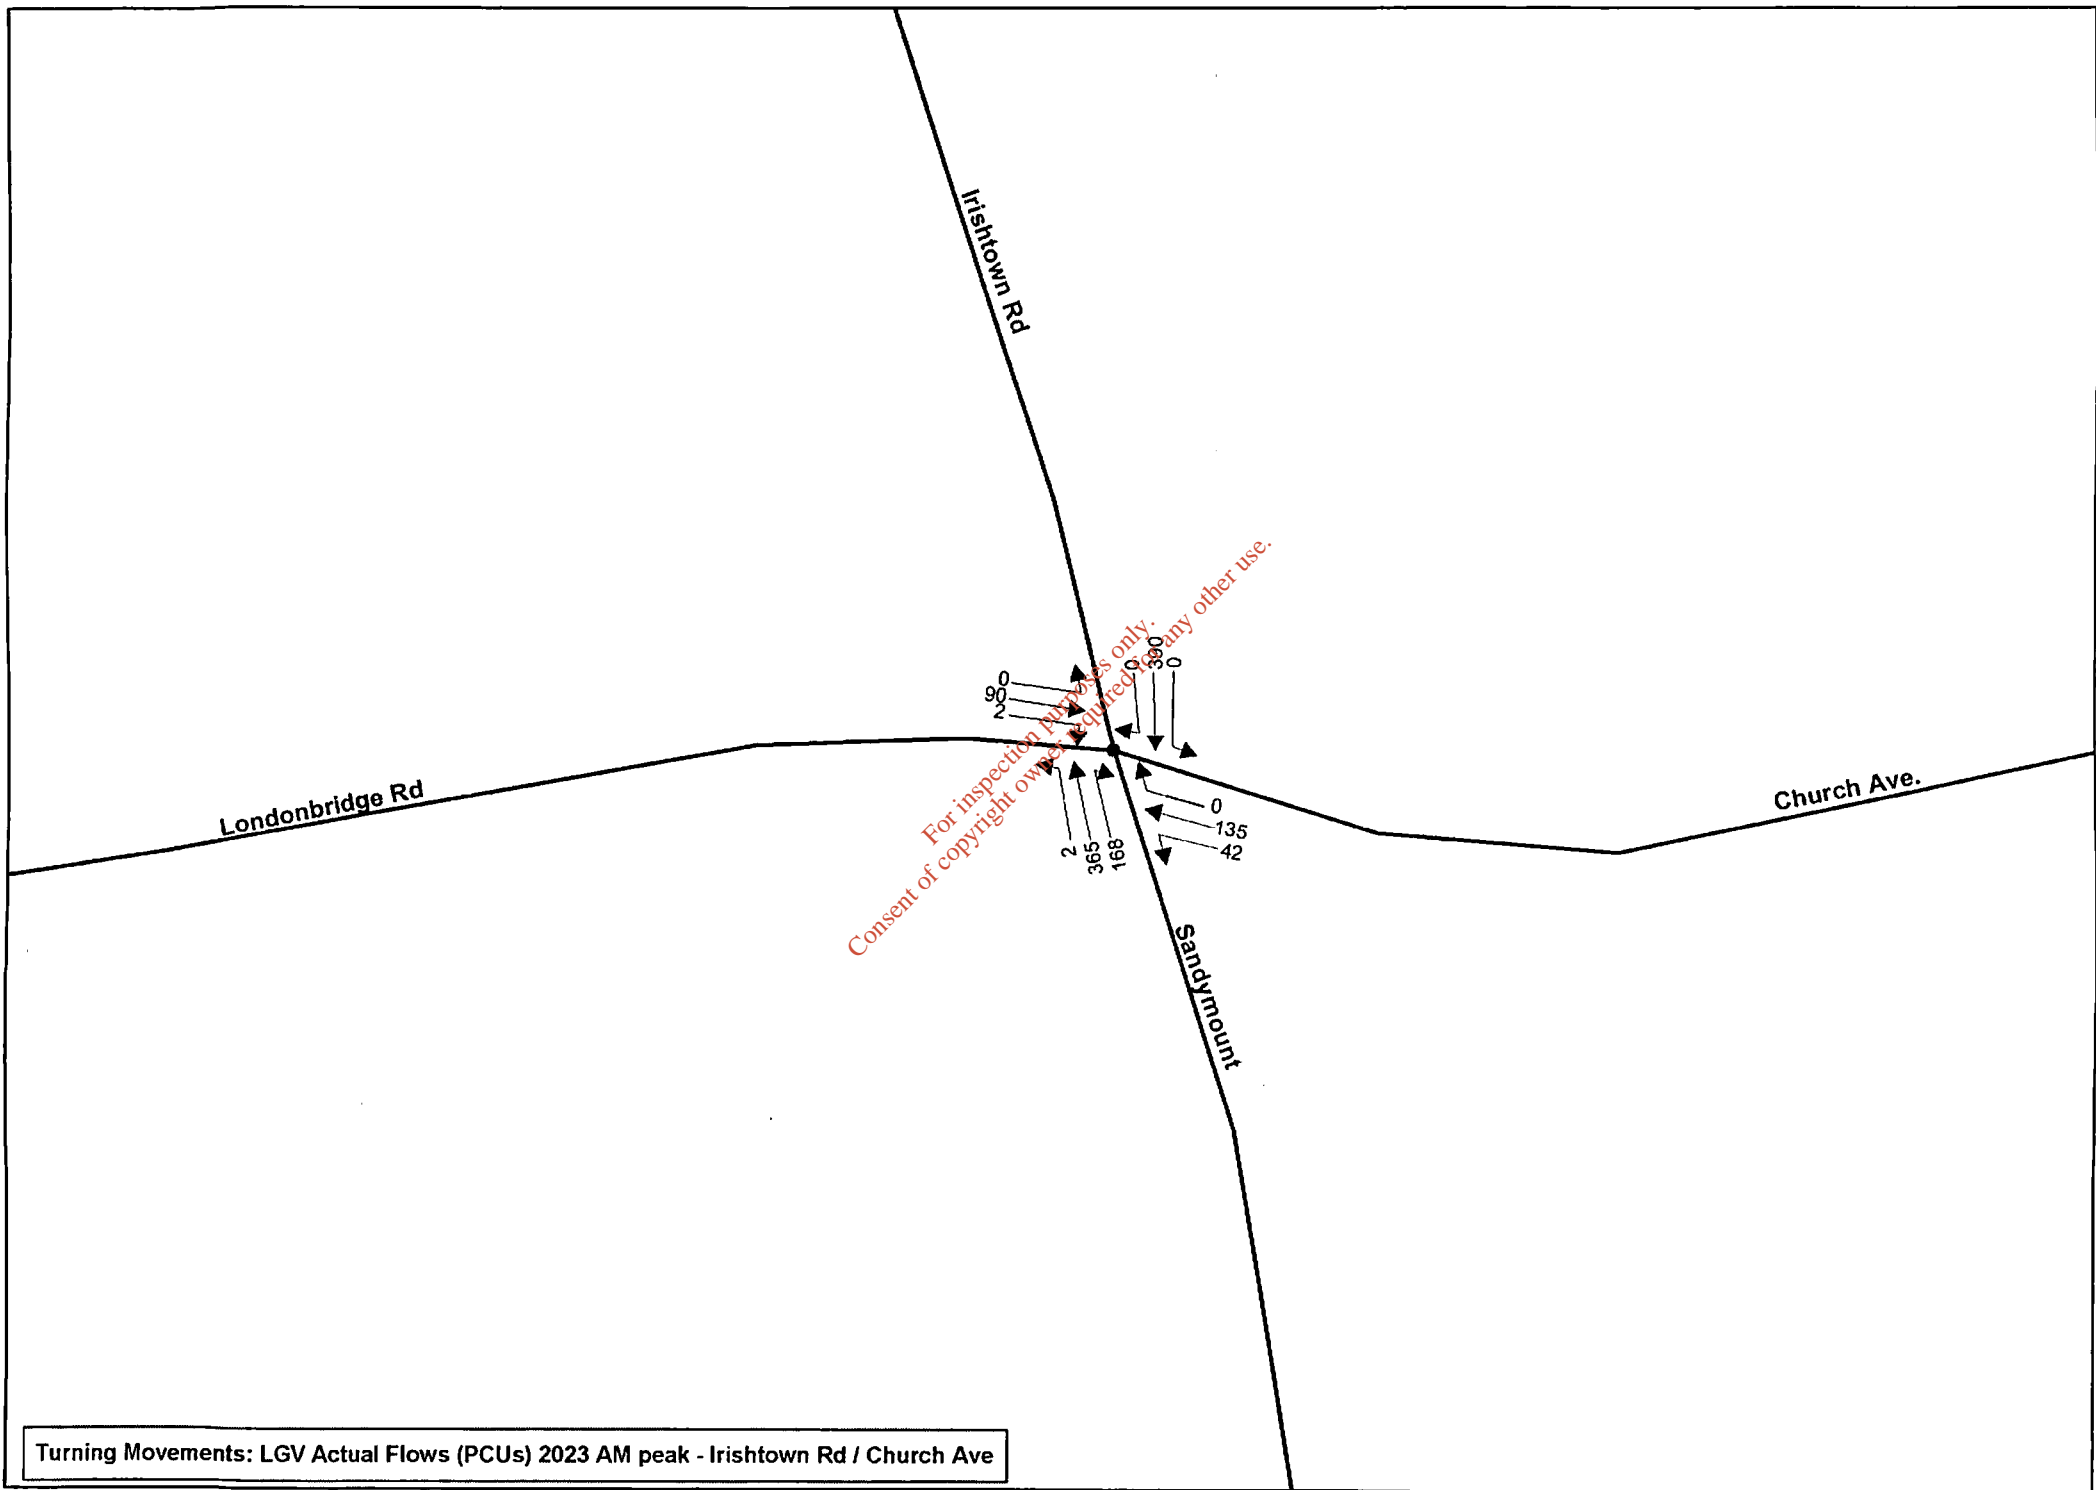 Irishtown Rd
For inspection purposes only.
Consent of copyright owner required for any other use.
0
90
2
0
0
Londonbridge Rd
Church Ave.
0
135
42
2
365
168
Sandymount
Turning Movements: LGV Actual Flows (PCUs) 2023 AM peak - Irishtown Rd / Church Ave